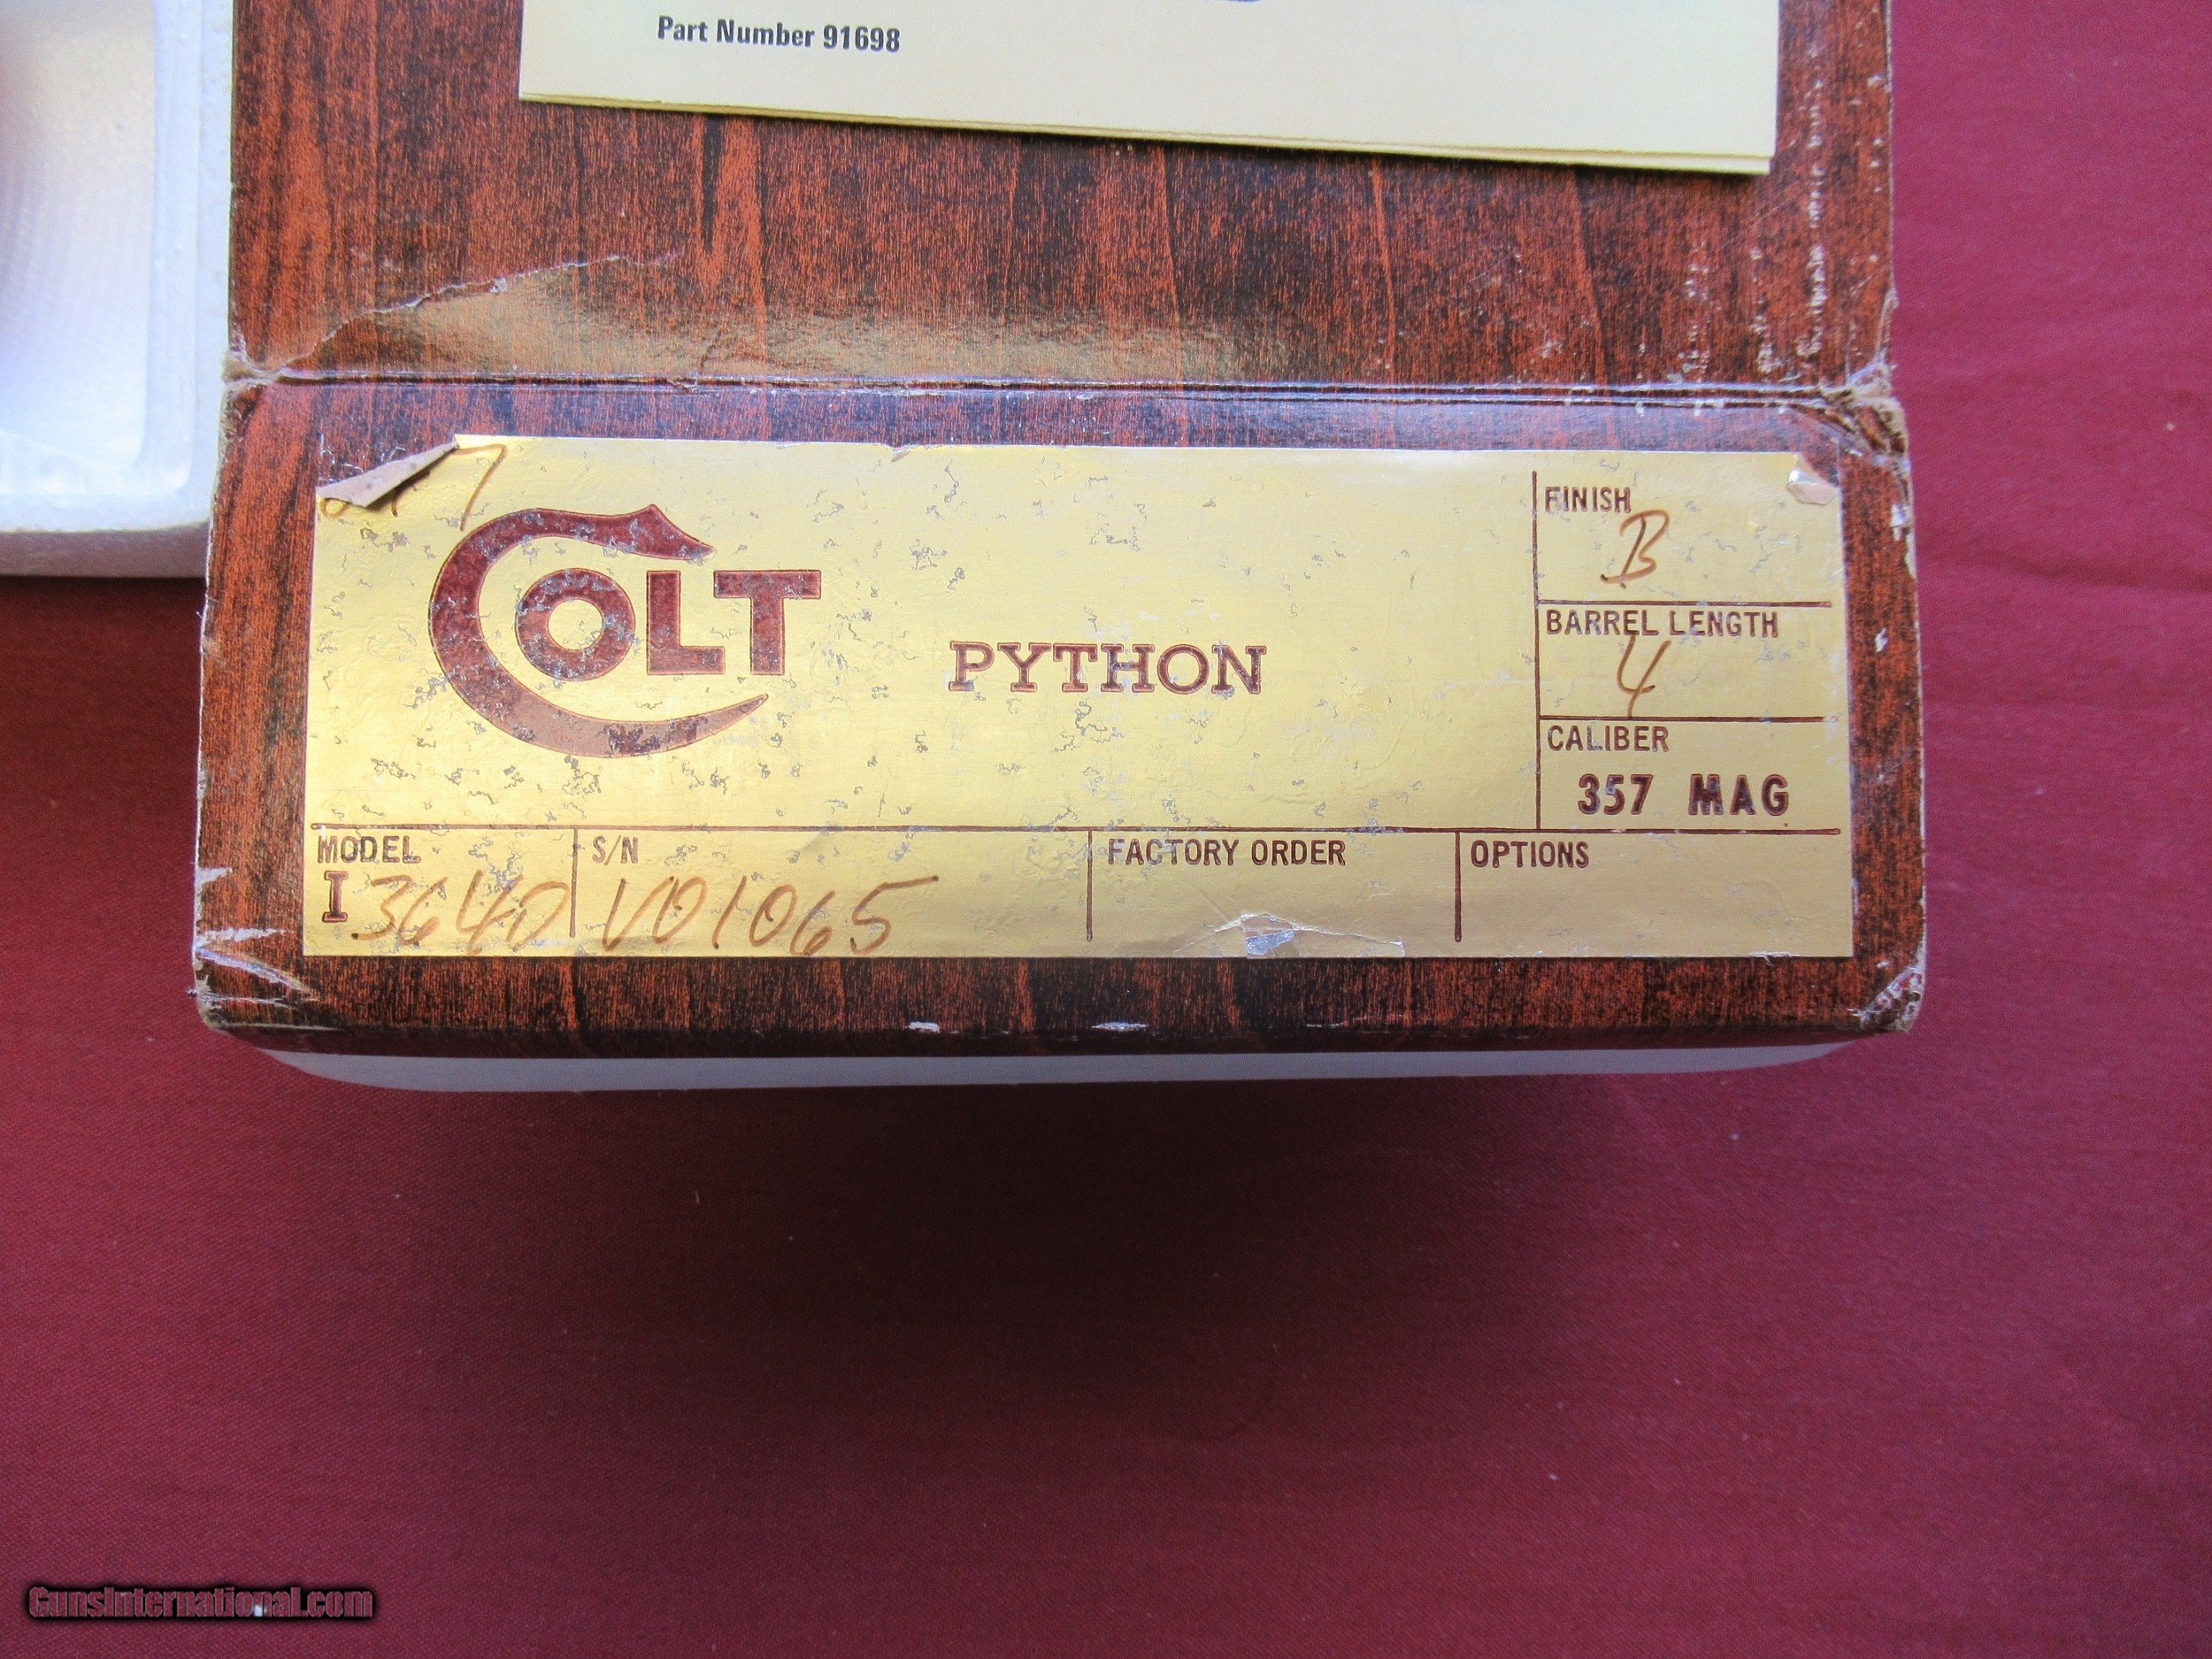 Part Number 91698
COLT
PYTHON
FINISH
B
BARREL LENGTH
4
CALIBER
357 MAG
MODEL
I 3640
S/N
V01065
FACTORY ORDER
OPTIONS
GunsInternational.com